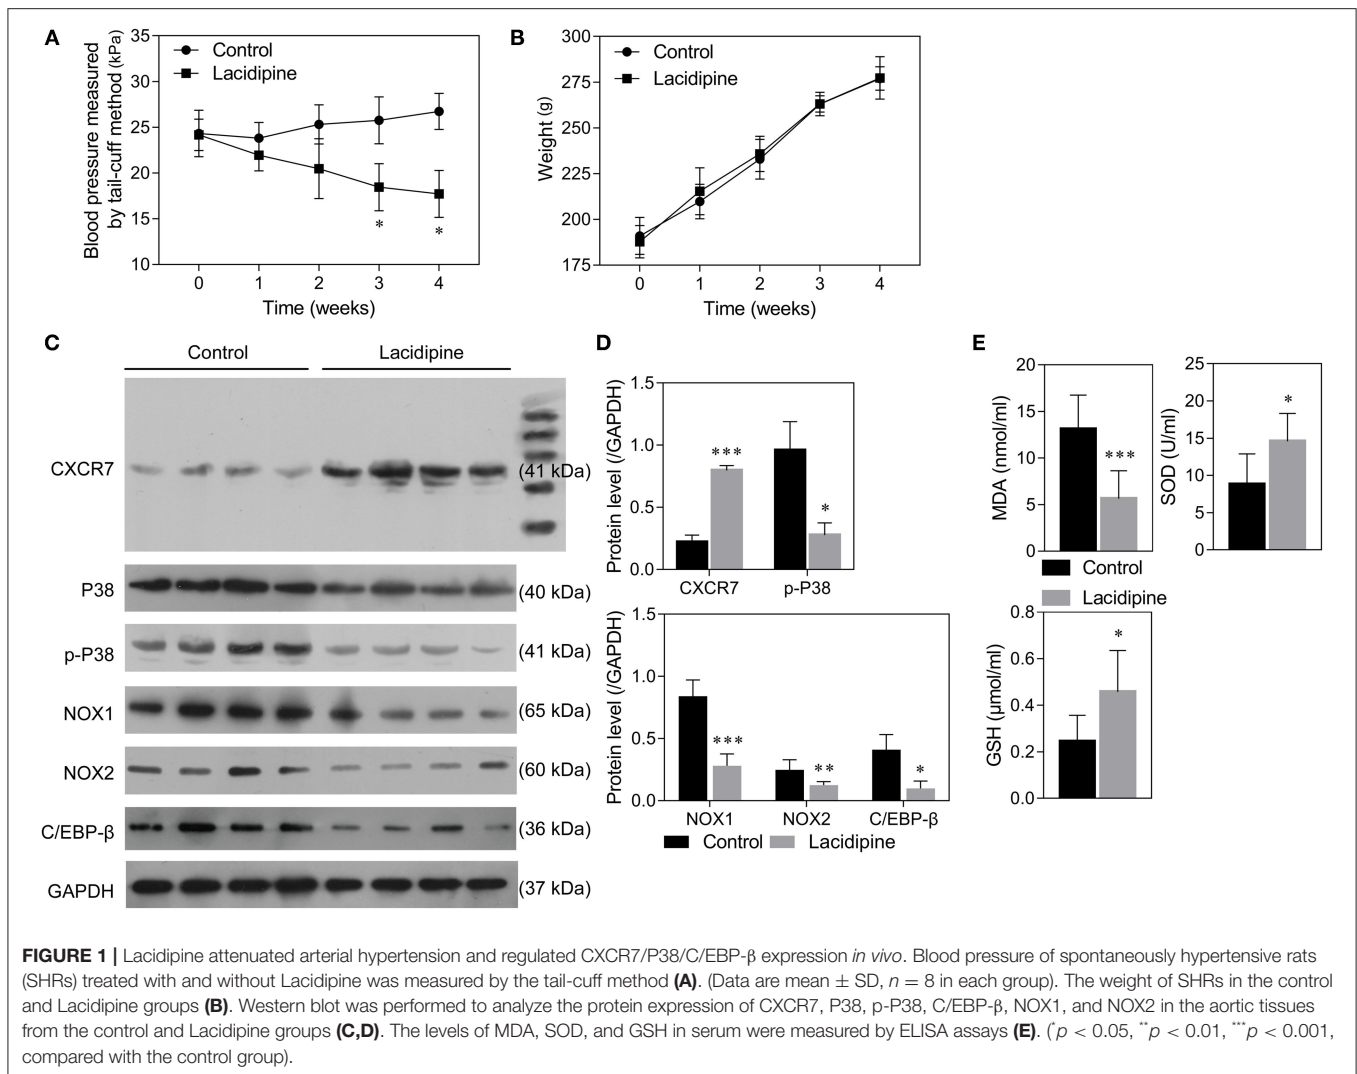 A
Blood pressure measured
by tail-cuff method (kPa)
35
30
25
20
15
10
Control
Lacidipine
*
*
0 1 2 3 4
Time (weeks)
B
Weight (g)
300
275
250
225
200
175
Control
Lacidipine
0 1 2 3 4
Time (weeks)
C
Control Lacidipine
CXCR7 (41 kDa)
P38 (40 kDa)
p-P38 (41 kDa)
NOX1 (65 kDa)
NOX2 (60 kDa)
C/EBP-β (36 kDa)
GAPDH (37 kDa)
D
Protein level (/GAPDH)
1.5
1.0
0.5
0.0
***
*
CXCR7 p-P38
Protein level (/GAPDH)
1.5
1.0
0.5
0.0
***
**
*
NOX1 NOX2 C/EBP-β
Control Lacidipine
E
MDA (nmol/ml)
20
15
10
5
0
***
SOD (U/ml)
25
20
15
10
5
0
*
Control
Lacidipine
GSH (μmol/ml)
0.8
0.6
0.4
0.2
0.0
*
FIGURE 1 | Lacidipine attenuated arterial hypertension and regulated CXCR7/P38/C/EBP-β expression in vivo. Blood pressure of spontaneously hypertensive rats
(SHRs) treated with and without Lacidipine was measured by the tail-cuff method (A). (Data are mean ± SD, n = 8 in each group). The weight of SHRs in the control
and Lacidipine groups (B). Western blot was performed to analyze the protein expression of CXCR7, P38, p-P38, C/EBP-β, NOX1, and NOX2 in the aortic tissues
from the control and Lacidipine groups (C,D). The levels of MDA, SOD, and GSH in serum were measured by ELISA assays (E). (*p < 0.05, **p < 0.01, ***p < 0.001,
compared with the control group).